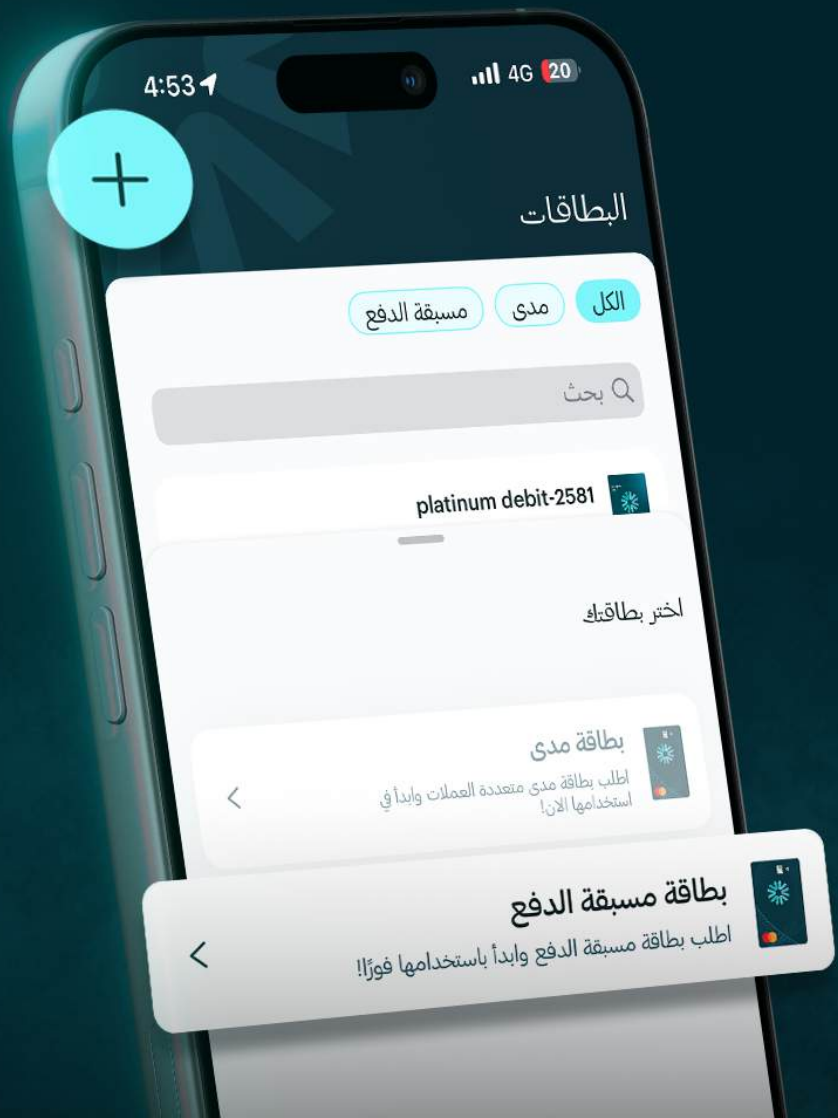 4:53 4G 20
البطاقات
الكل مدى مسبقة الدفع
بحث
platinum debit-2581
اختر بطاقتك
بطاقة مدى
اطلب بطاقة مدى متعددة العملات وابدأ في
استخدامها الان!
بطاقة مسبقة الدفع
اطلب بطاقة مسبقة الدفع وابدأ باستخدامها فورًا!